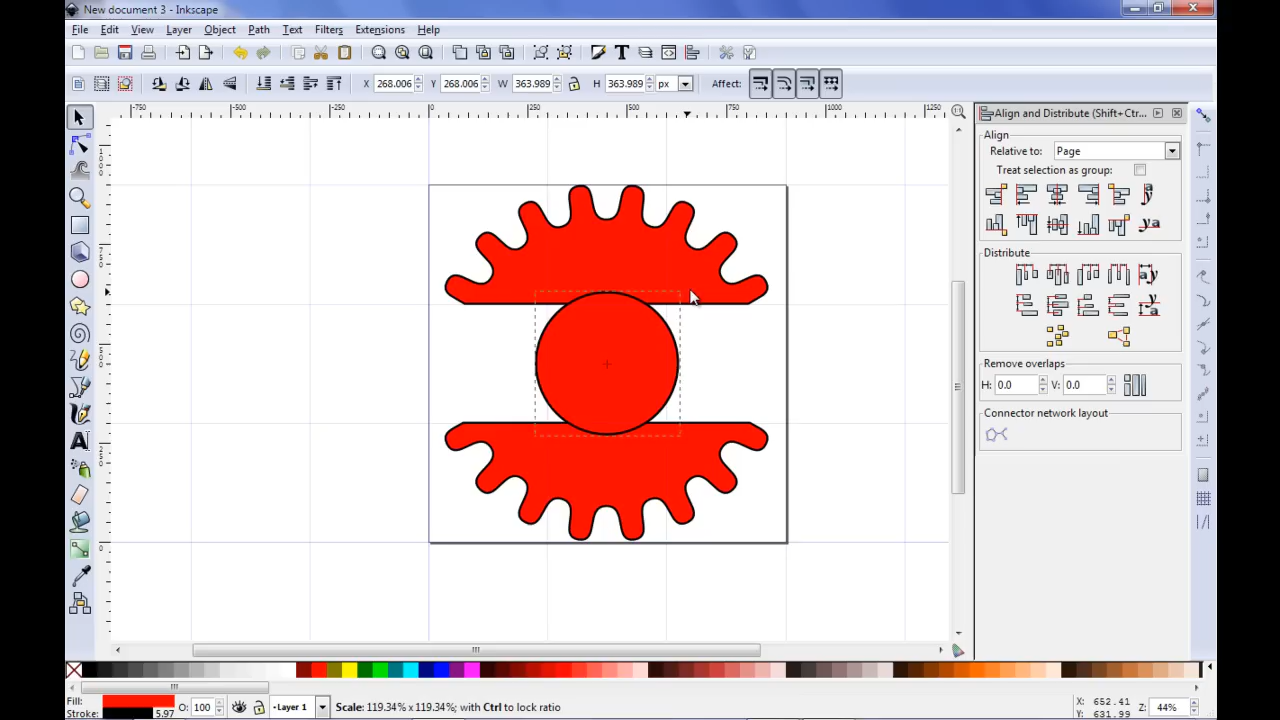 New document 3 - Inkscape
File Edit View Layer Object Path Text Filters Extensions Help
X 268.006 Y 268.006 W 363.989 H 363.989 px Affect:
-750 -500 -250 0 250 500 750 1000 1250
Align and Distribute (Shift+Ctr...
Align
Relative to: Page
Treat selection as group:
Distribute
Remove overlaps
H: 0.0 V: 0.0
Connector network layout
Fill:
Stroke: 5.97
O: 100
Layer 1
Scale: 119.34% x 119.34%; with Ctrl to lock ratio
X: 652.41
Y: 631.99
Z: 44%